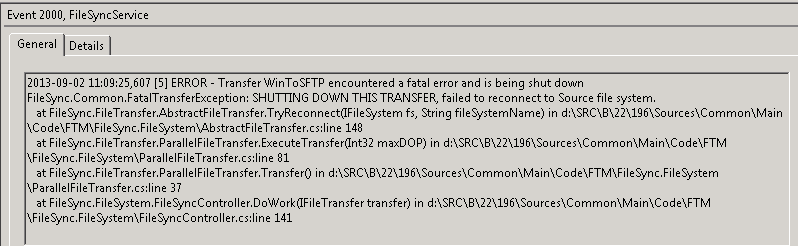 Event 2000, FileSyncService
General
Details
2013-09-02 11:09:25,607 [5] ERROR - Transfer WinToSFTP encountered a fatal error and is being shut down
FileSync.Common.FatalTransferException: SHUTTING DOWN THIS TRANSFER, failed to reconnect to Source file system.
at FileSync.FileTransfer.AbstractFileTransfer.TryReconnect(IFileSystem fs, String fileSystemName) in d:\SRC\B\22\196\Sources\Common\Main
\Code\FTM\FileSync.FileSystem\AbstractFileTransfer.cs:line 148
at FileSync.FileTransfer.ParallelFileTransfer.ExecuteTransfer(Int32 maxDOP) in d:\SRC\B\22\196\Sources\Common\Main\Code\FTM
\FileSync.FileSystem\ParallelFileTransfer.cs:line 81
at FileSync.FileTransfer.ParallelFileTransfer.Transfer() in d:\SRC\B\22\196\Sources\Common\Main\Code\FTM\FileSync.FileSystem
\ParallelFileTransfer.cs:line 37
at FileSync.FileSystem.FileSyncController.DoWork(IFileTransfer transfer) in d:\SRC\B\22\196\Sources\Common\Main\Code\FTM
\FileSync.FileSystem\FileSyncController.cs:line 141